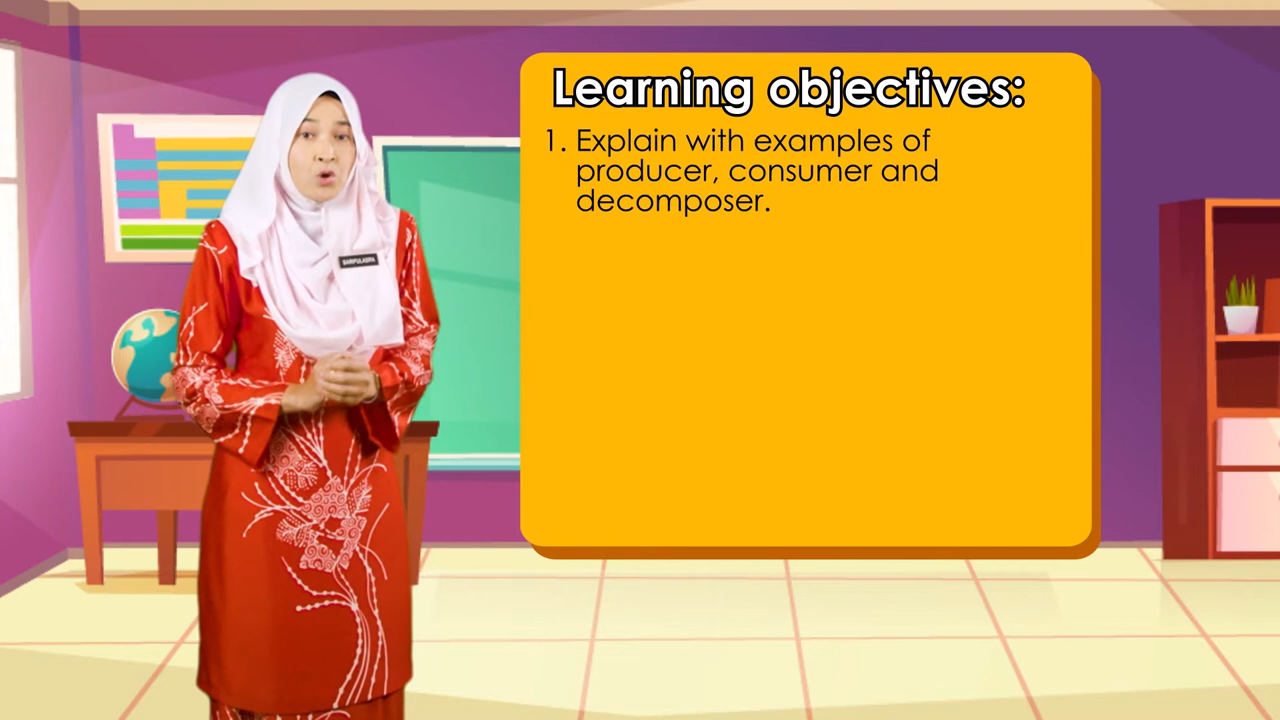 Learning objectives:
1. Explain with examples of
producer, consumer and
decomposer.